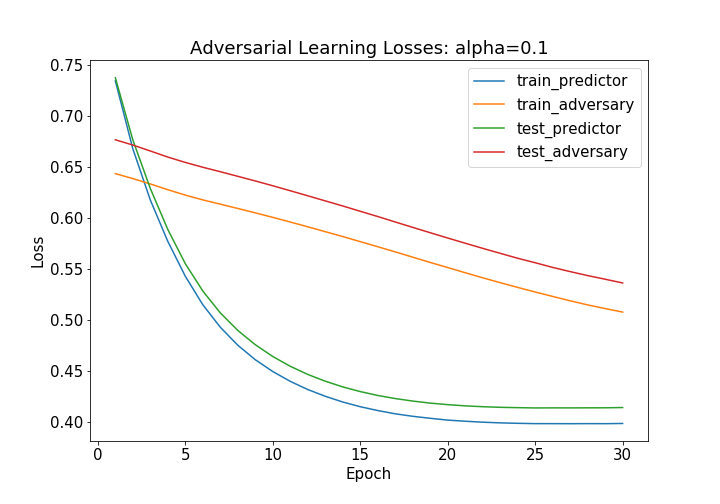 Adversarial Learning Losses: alpha=0.1
train_predictor
train_adversary
test_predictor
test_adversary
Loss
0.75
0.70
0.65
0.60
0.55
0.50
0.45
0.40
0 5 10 15 20 25 30
Epoch